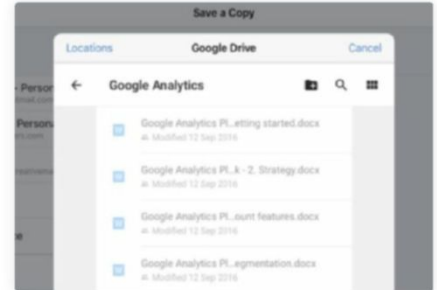 Save a Copy
Locations Google Drive Cancel
Google Analytics
- Person
Persona
Google Analytics Pl...etting started.docx
Modified 12 Sep 2016
Google Analytics Pl...k - 2. Strategy.docx
Modified 12 Sep 2016
Google Analytics Pl...ount features.docx
Modified 12 Sep 2016
Google Analytics Pl...egmentation.docx
Modified 12 Sep 2016